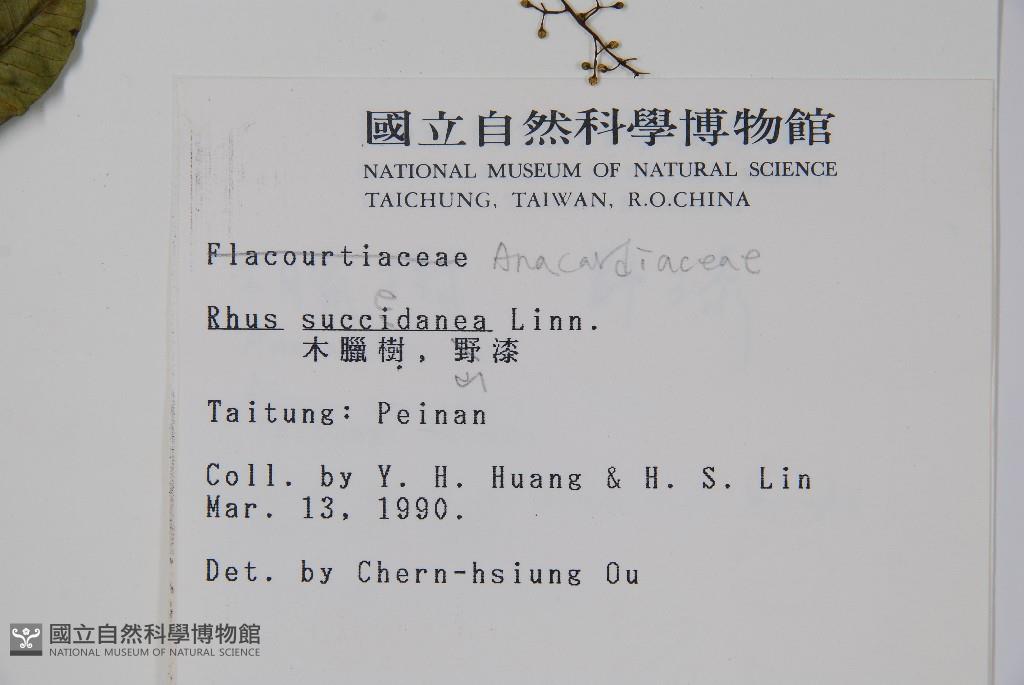 國立自然科學博物館
NATIONAL MUSEUM OF NATURAL SCIENCE
TAICHUNG, TAIWAN, R.O.CHINA
Flacourtiaceae Anacardiaceae
e
Rhus succidanea Linn.
木臘樹, 野漆
Taitung: Peinan
Coll. by Y. H. Huang & H. S. Lin
Mar. 13, 1990.
Det. by Chern-hsiung Ou
國立自然科學博物館
NATIONAL MUSEUM OF NATURAL SCIENCE